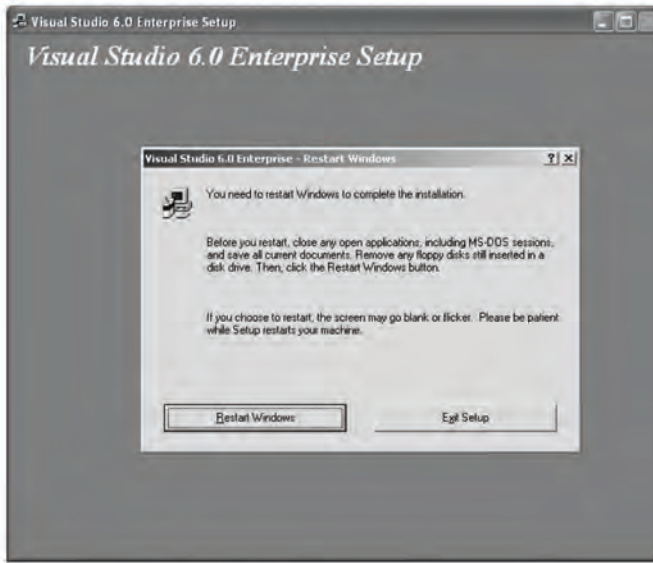 Visual Studio 6.0 Enterprise Setup
Visual Studio 6.0 Enterprise Setup
Visual Studio 6.0 Enterprise - Restart Windows
You need to restart Windows to complete the installation.
Before you restart, close any open applications, including MS-DOS sessions,
and save all current documents. Remove any floppy disks still inserted in a
disk drive. Then, click the Restart Windows button.
If you choose to restart, the screen may go blank or flicker. Please be patient
while Setup restarts your machine.
Restart Windows
Exit Setup